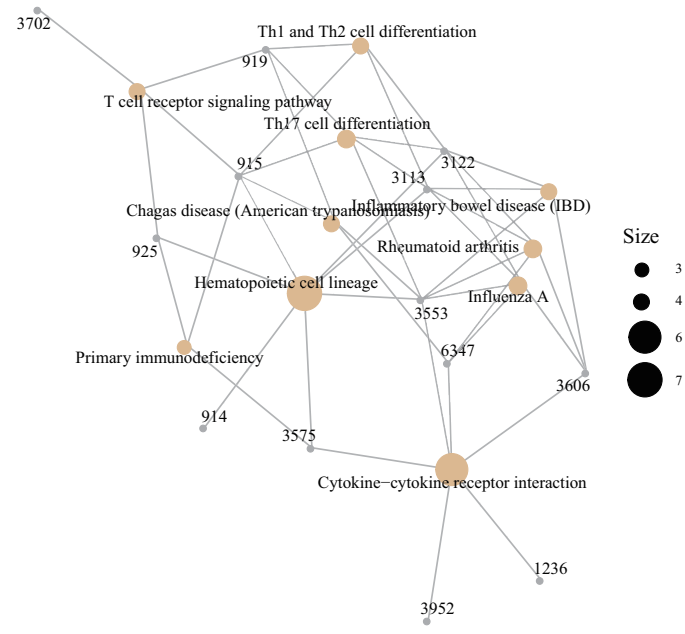 3702
Th1 and Th2 cell differentiation
919
T cell receptor signaling pathway
Th17 cell differentiation
915
3122
3113
Chagas disease (American trypanosomiasis)
Inflammatory bowel disease (IBD)
925
Rheumatoid arthritis
Hematopoietic cell lineage
Influenza A
3553
Primary immunodeficiency
6347
3606
914
3575
Cytokine−cytokine receptor interaction
1236
3952
Size
3
4
6
7